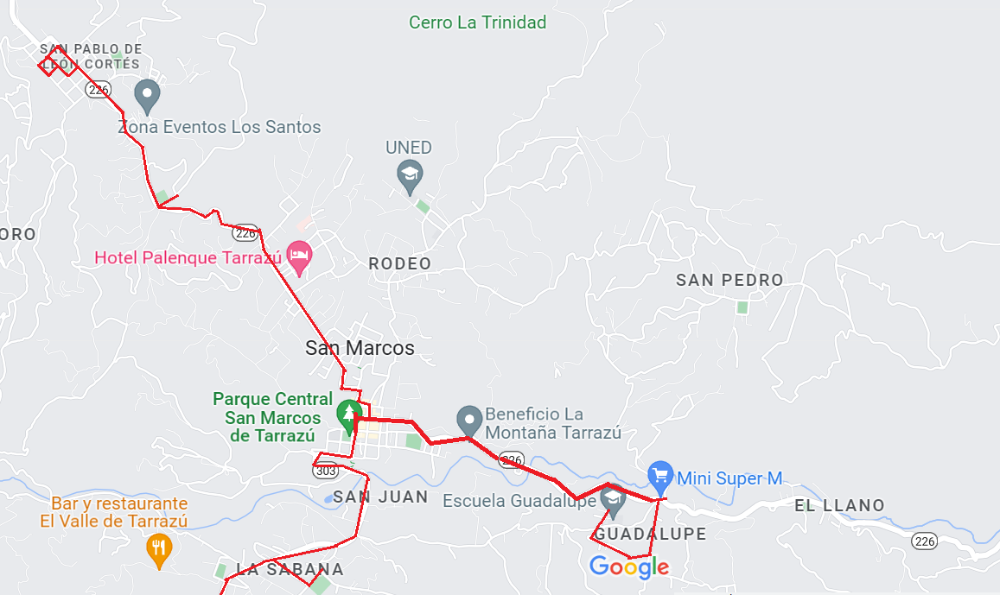 Cerro La Trinidad
SAN PABLO DE
LEÓN CORTÉS
226
Zona Eventos Los Santos
UNED
ORO
226
Hotel Palenque Tarrazú
RODEO
SAN PEDRO
San Marcos
Parque Central
San Marcos
de Tarrazú
Beneficio La
Montaña Tarrazú
226
303
Mini Super M
SAN JUAN
Escuela Guadalupe
EL LLANO
Bar y restaurante
El Valle de Tarrazú
GUADALUPE
226
LA SABANA
Google